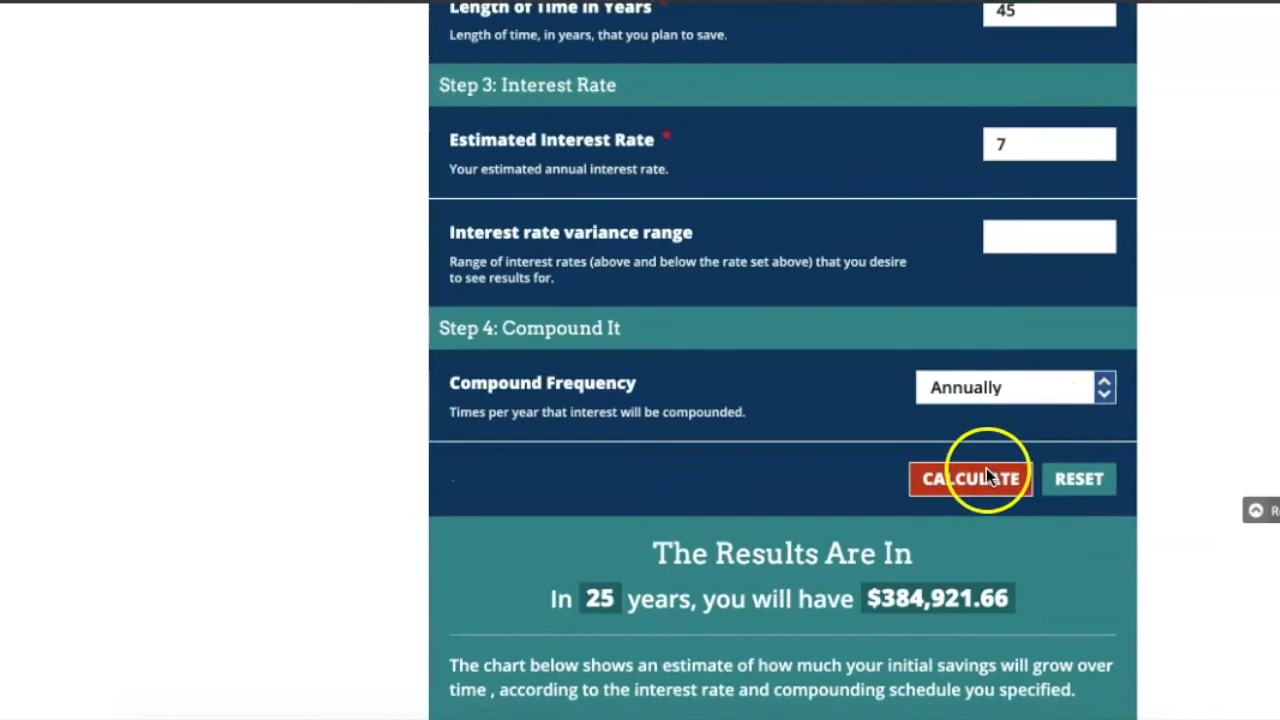 Length of Time in Years *
45
Length of time, in years, that you plan to save.
Step 3: Interest Rate
Estimated Interest Rate *
7
Your estimated annual interest rate.
Interest rate variance range
Range of interest rates (above and below the rate set above) that you desire
to see results for.
Step 4: Compound It
Compound Frequency
Annually
Times per year that interest will be compounded.
CALCULATE RESET
The Results Are In
In 25 years, you will have $384,921.66
The chart below shows an estimate of how much your initial savings will grow over
time , according to the interest rate and compounding schedule you specified.